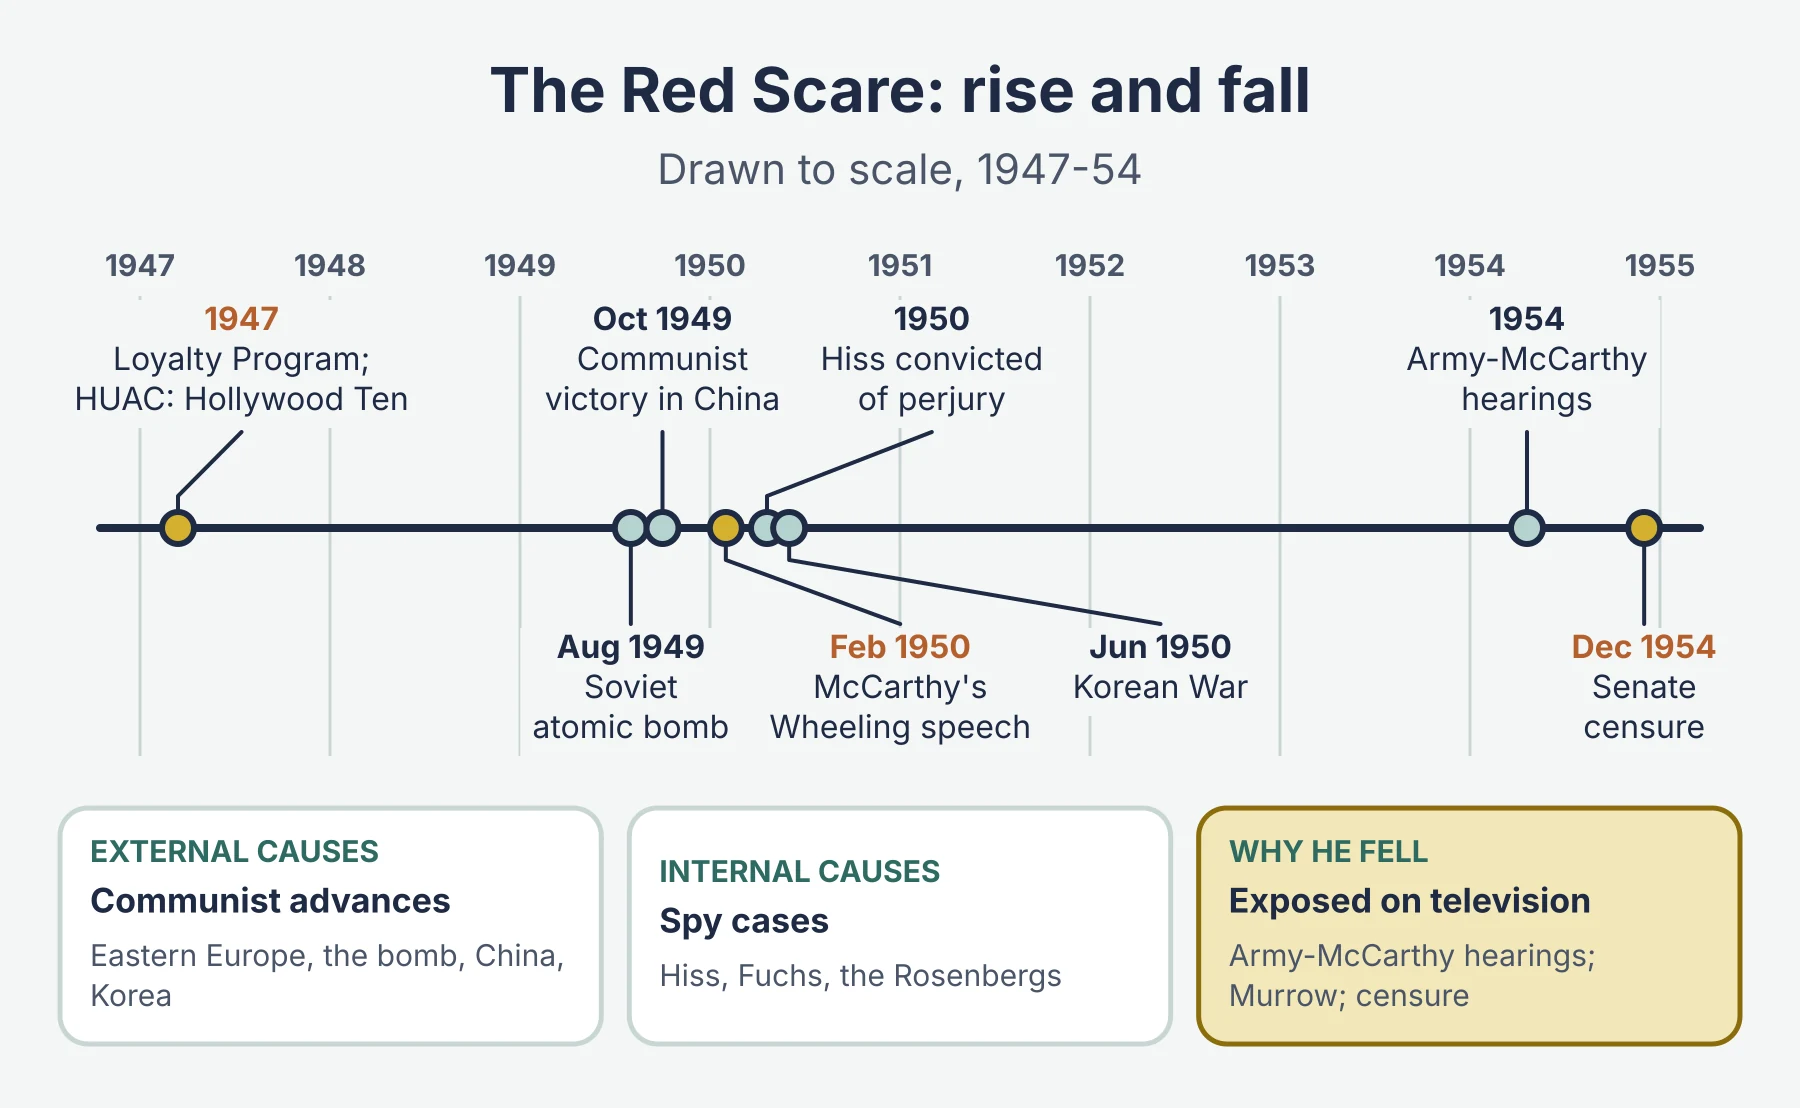 The Red Scare: rise and fall
Drawn to scale, 1947-54
1947 1948 1949 1950 1951 1952 1953 1954 1955
1947
Loyalty Program;
HUAC: Hollywood Ten
Oct 1949
Communist
victory in China
1950
Hiss convicted
of perjury
1954
Army-McCarthy
hearings
Aug 1949
Soviet
atomic bomb
Feb 1950
McCarthy's
Wheeling speech
Jun 1950
Korean War
Dec 1954
Senate
censure
EXTERNAL CAUSES
Communist advances
Eastern Europe, the bomb, China,
Korea
INTERNAL CAUSES
Spy cases
Hiss, Fuchs, the Rosenbergs
WHY HE FELL
Exposed on television
Army-McCarthy hearings;
Murrow; censure